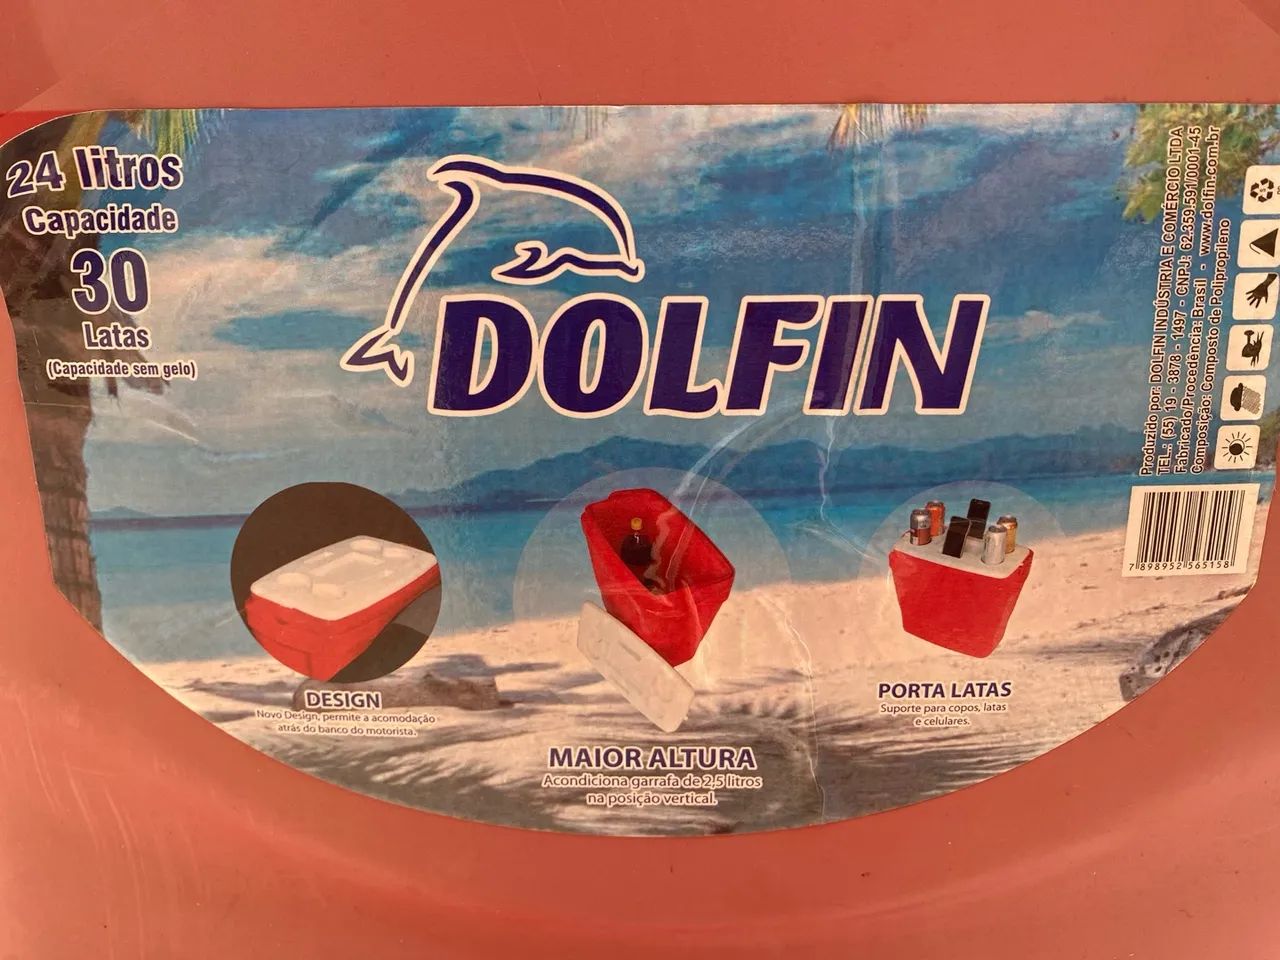 24 litros
Capacidade
30
Latas
(Capacidade sem gelo)
DOLFIN
DESIGN
Novo Design, permite a acomodação
atrás do banco do motorista.
MAIOR ALTURA
Acondiciona garrafa de 2,5 litros
na posição vertical.
PORTA LATAS
Suporte para copos, latas
e celulares.
Produzido por: DOLFIN INDÚSTRIA E COMÉRCIO LTDA
TEL.: (55) 19 - 3878 - 1497 - CNPJ: 62.359.591/0001-45
Fabricado/Procedência: Brasil - www.dolfin.com.br
Composição: Composto de Polipropileno
7 898952 565158